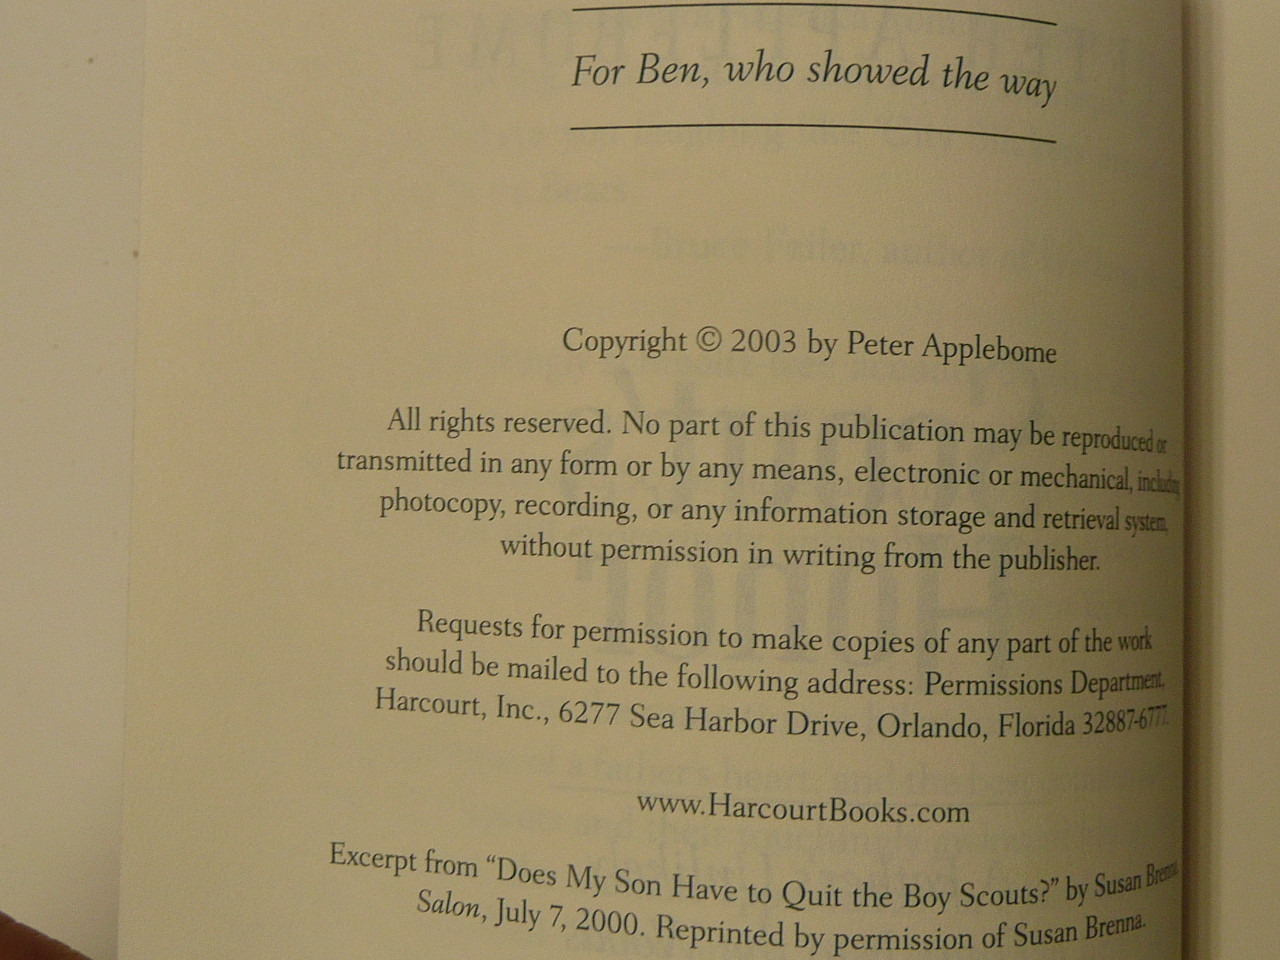 For Ben, who showed the way
Copyright © 2003 by Peter Applebome
All rights reserved. No part of this publication may be reproduced or
transmitted in any form or by any means, electronic or mechanical, including
photocopy, recording, or any information storage and retrieval system,
without permission in writing from the publisher.
Requests for permission to make copies of any part of the work
should be mailed to the following address: Permissions Department,
Harcourt, Inc., 6277 Sea Harbor Drive, Orlando, Florida 32887-6777.
www.HarcourtBooks.com
Excerpt from “Does My Son Have to Quit the Boy Scouts?” by Susan Brenna,
Salon, July 7, 2000. Reprinted by permission of Susan Brenna.